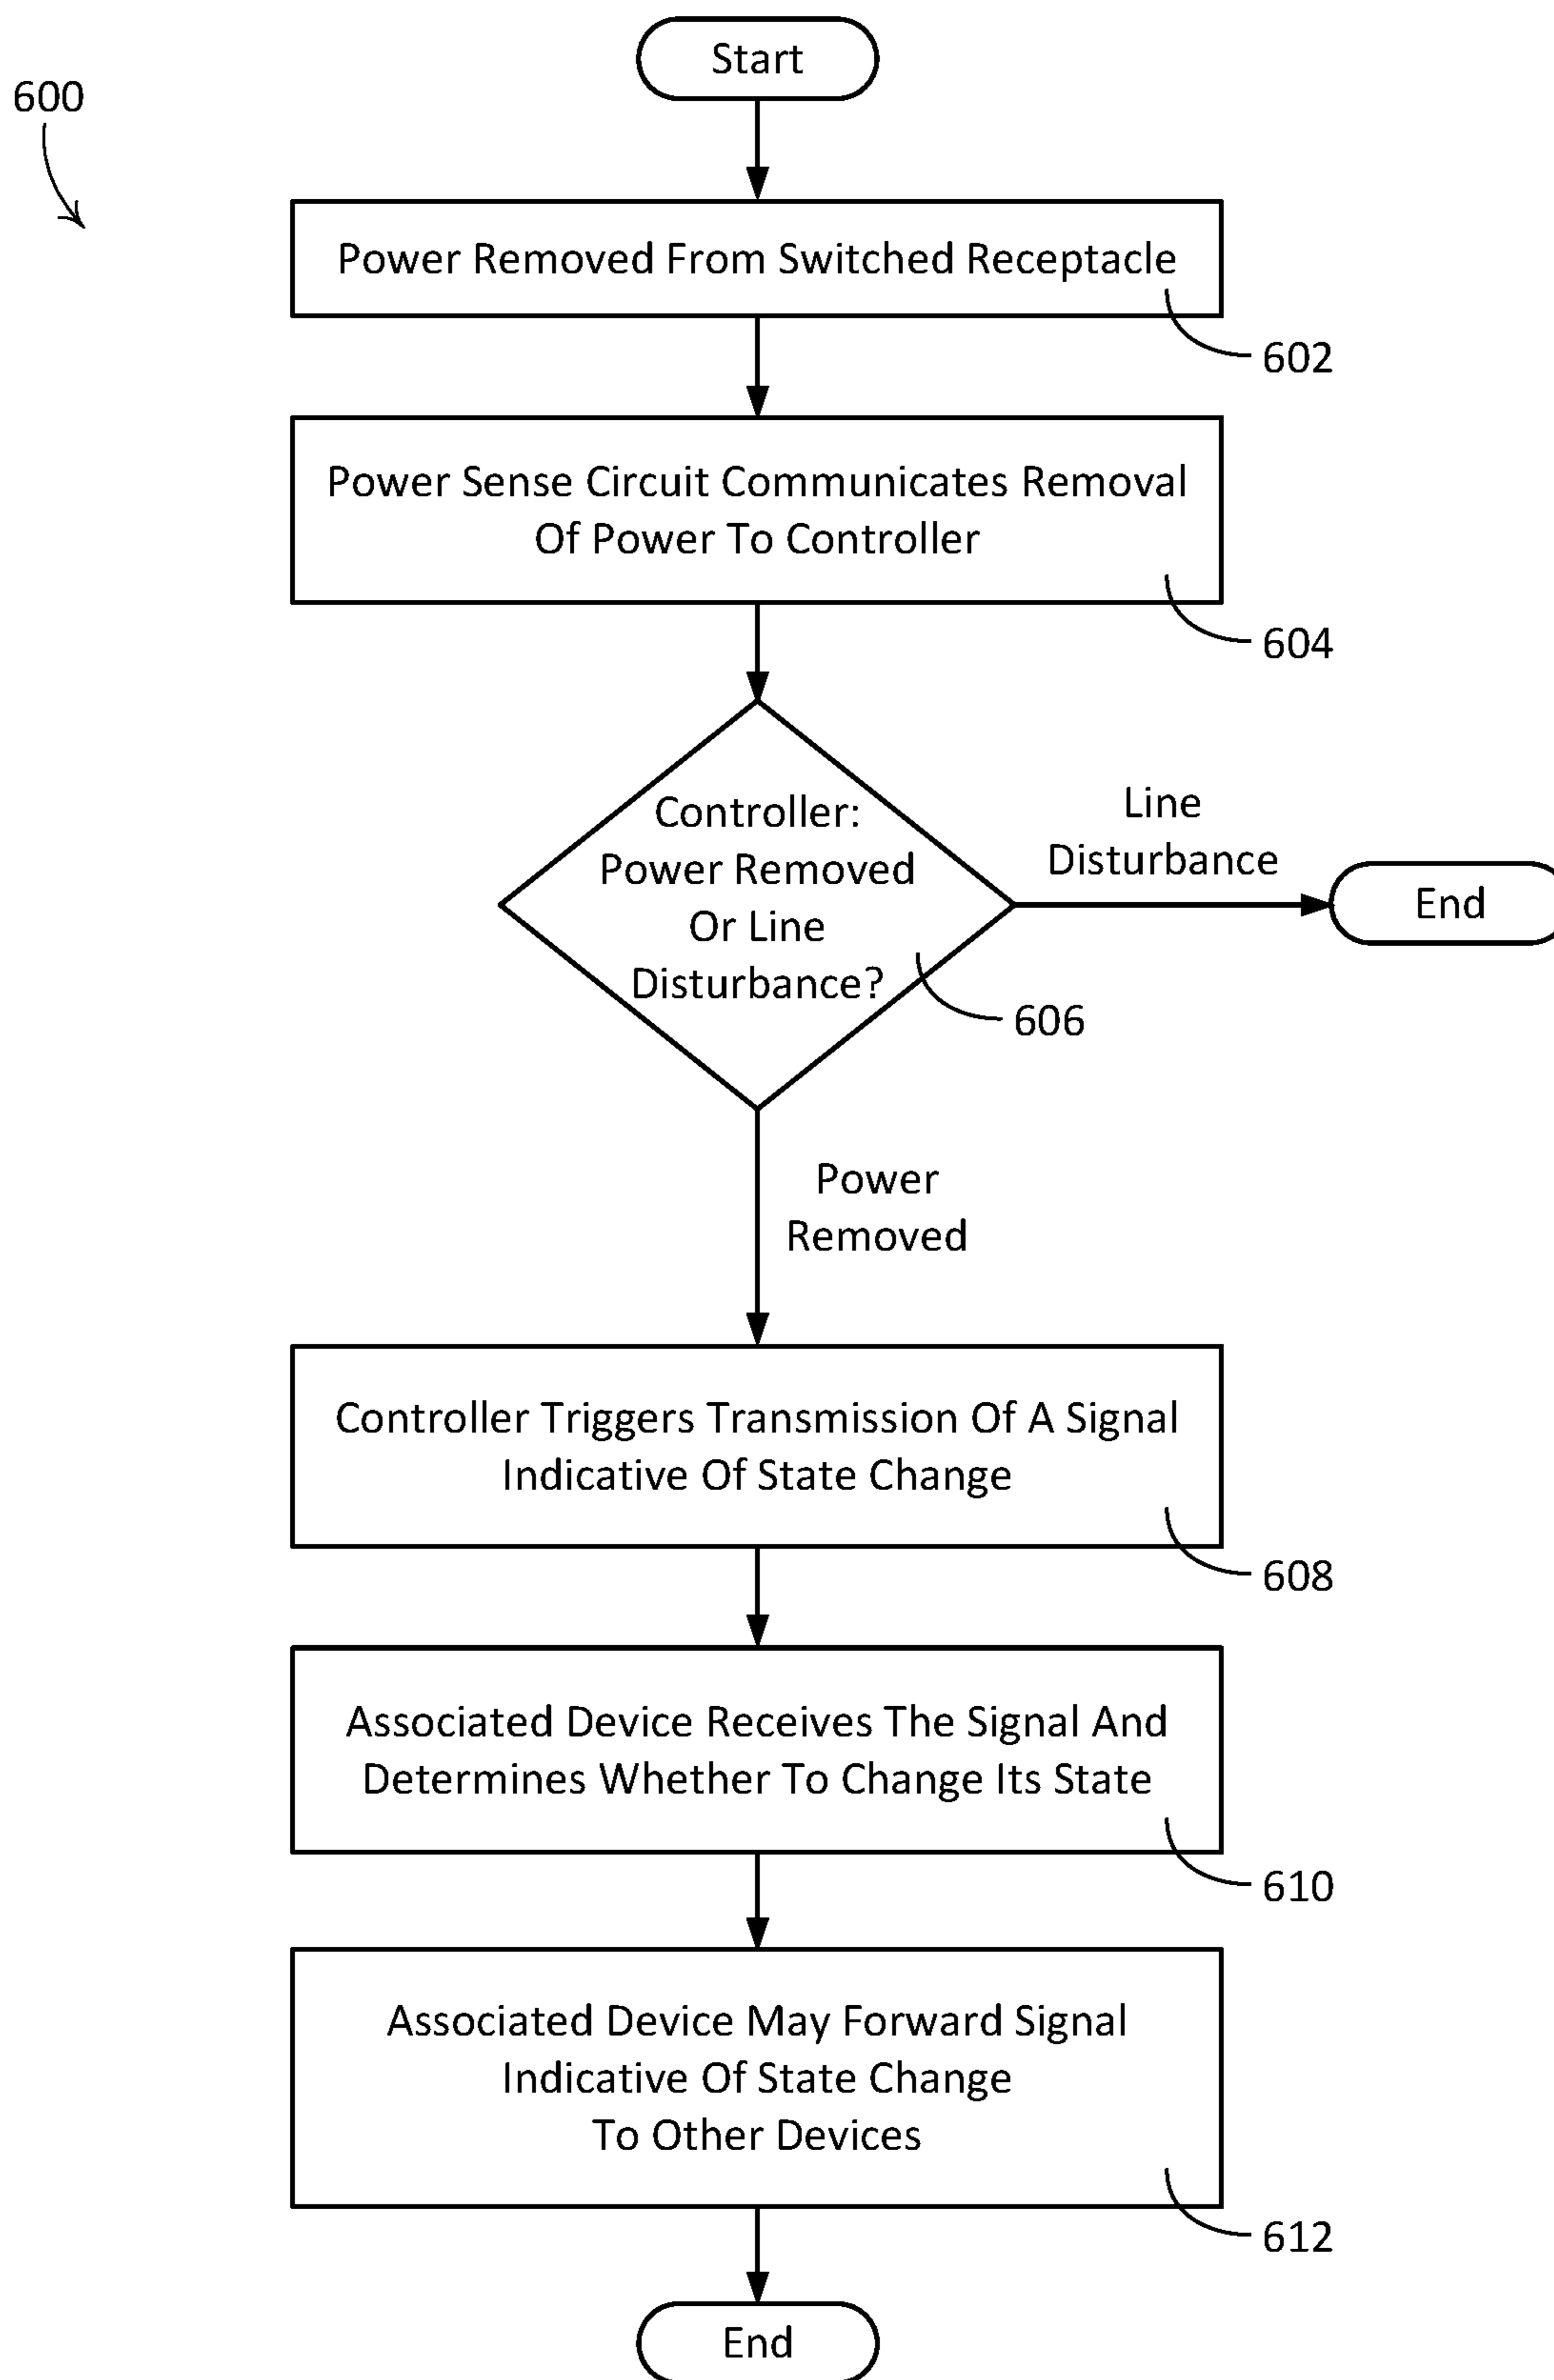 Start
600
Power Removed From Switched Receptacle
602
Power Sense Circuit Communicates Removal
Of Power To Controller
604
Controller:
Power Removed
Or Line
Disturbance?
606
Line
Disturbance
End
Power
Removed
Controller Triggers Transmission Of A Signal
Indicative Of State Change
608
Associated Device Receives The Signal And
Determines Whether To Change Its State
610
Associated Device May Forward Signal
Indicative Of State Change
To Other Devices
612
End